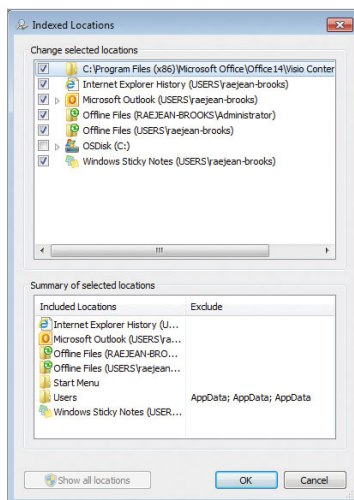 Indexed Locations
Change selected locations
C:\Program Files (x86)\Microsoft Office\Office14\Visio Conter
Internet Explorer History (USERS\raejean-brooks)
Microsoft Outlook (USERS\raejean-brooks)
Offline Files (RAEJEAN-BROOKS\Administrator)
Offline Files (USERS\raejean-brooks)
OSDisk (C:)
Windows Sticky Notes (USERS\raejean-brooks)
Summary of selected locations
Included Locations Exclude
Internet Explorer History (U...
Microsoft Outlook (USERS\ra...
Offline Files (RAEJEAN-BRO...
Offline Files (USERS\raejean...
Start Menu
Users AppData; AppData; AppData
Windows Sticky Notes (USER...
Show all locations OK Cancel